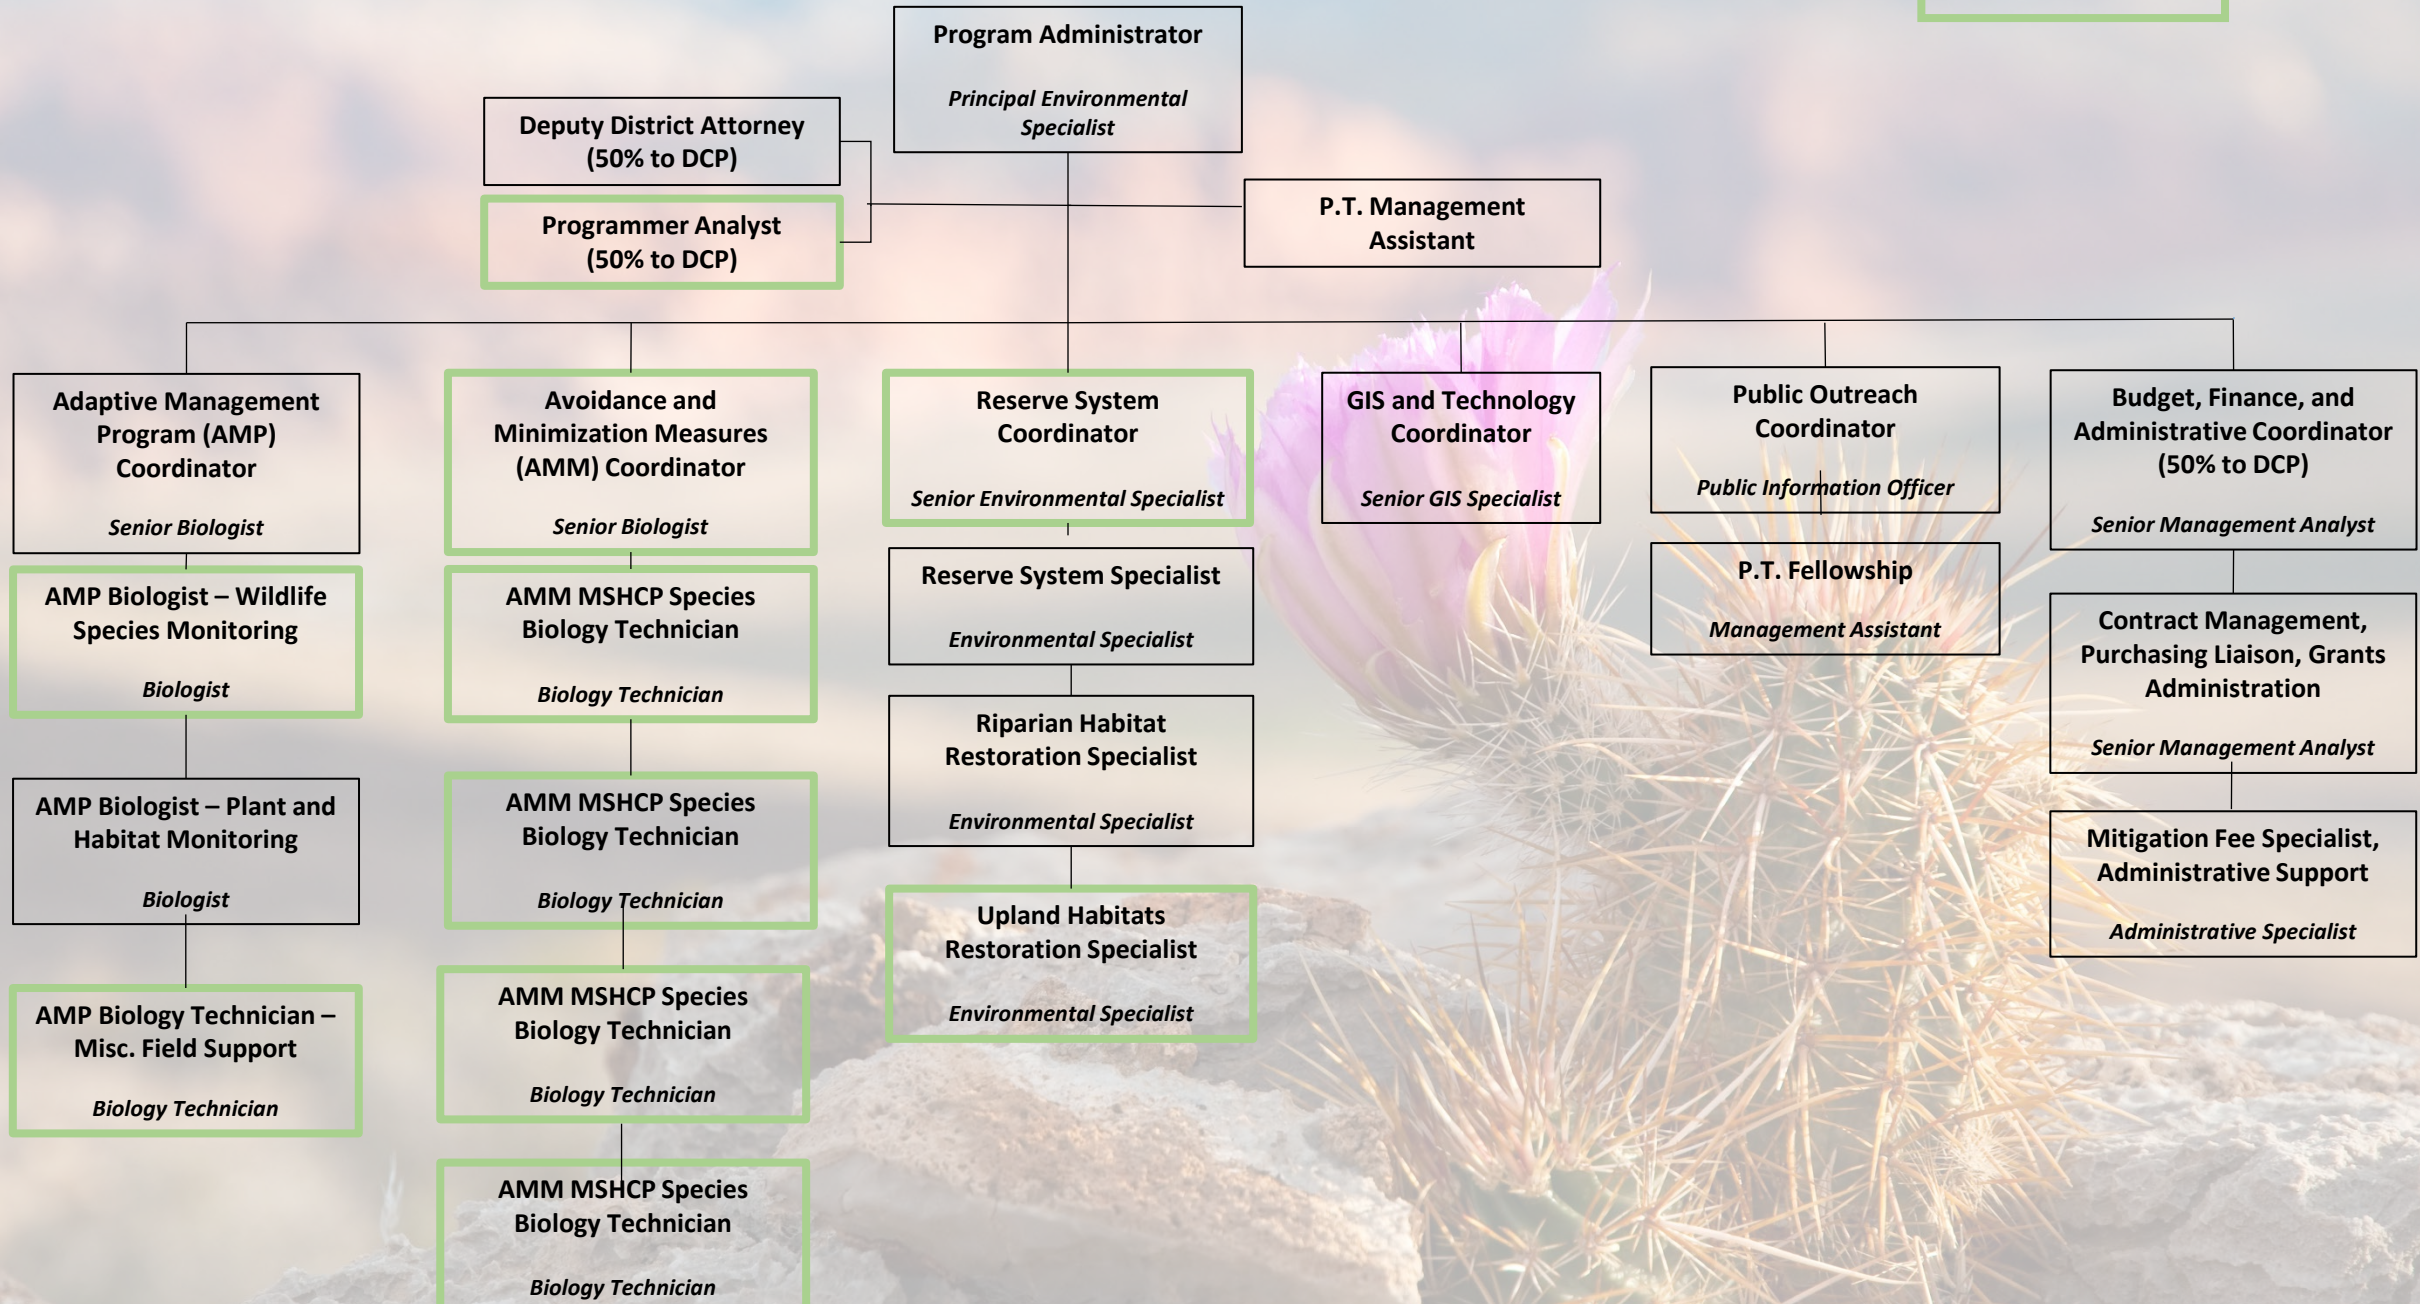 Program Administrator
Principal Environmental
Specialist
Deputy District Attorney
(50% to DCP)
Programmer Analyst
(50% to DCP)
P.T. Management
Assistant
Adaptive Management
Program (AMP)
Coordinator
Senior Biologist
AMP Biologist – Wildlife
Species Monitoring
Biologist
AMP Biologist – Plant and
Habitat Monitoring
Biologist
AMP Biology Technician –
Misc. Field Support
Biology Technician
Avoidance and
Minimization Measures
(AMM) Coordinator
Senior Biologist
AMM MSHCP Species
Biology Technician
Biology Technician
AMM MSHCP Species
Biology Technician
Biology Technician
AMM MSHCP Species
Biology Technician
Biology Technician
AMM MSHCP Species
Biology Technician
Biology Technician
Reserve System
Coordinator
Senior Environmental Specialist
Reserve System Specialist
Environmental Specialist
Riparian Habitat
Restoration Specialist
Environmental Specialist
Upland Habitats
Restoration Specialist
Environmental Specialist
GIS and Technology
Coordinator
Senior GIS Specialist
Public Outreach
Coordinator
Public Information Officer
P.T. Fellowship
Management Assistant
Budget, Finance, and
Administrative Coordinator
(50% to DCP)
Senior Management Analyst
Contract Management,
Purchasing Liaison, Grants
Administration
Senior Management Analyst
Mitigation Fee Specialist,
Administrative Support
Administrative Specialist